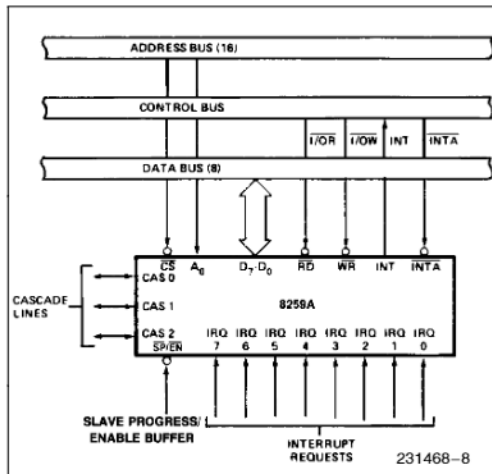 ADDRESS BUS (16)
CONTROL BUS
I/OR I/OW INT INTA
DATA BUS (8)
CS A0 D7-D0 RD WR INT INTA
CAS 0
CASCADE LINES
CAS 1
8259A
CAS 2
IRQ IRQ IRQ IRQ IRQ IRQ IRQ IRQ
SP/EN 7 6 5 4 3 2 1 0
SLAVE PROGRESS/
ENABLE BUFFER
INTERRUPT
REQUESTS
231468-8